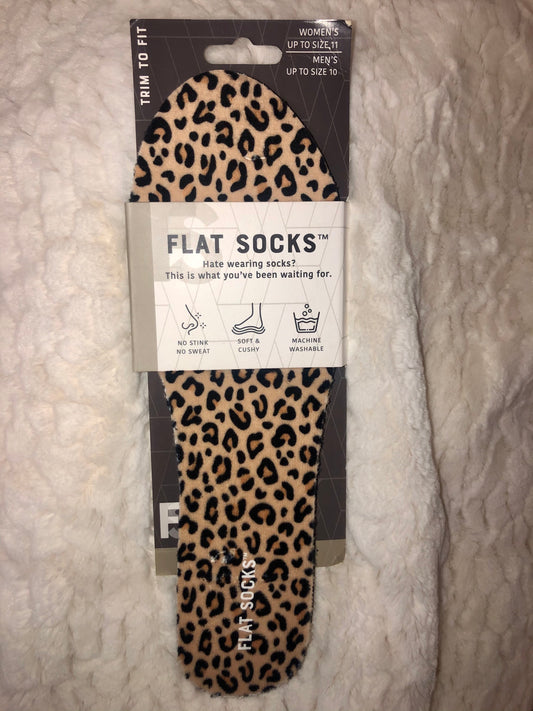 TRIM TO FIT
WOMEN'S
UP TO SIZE 11
MEN'S
UP TO SIZE 10
FLAT SOCKS™
Hate wearing socks?
This is what you've been waiting for.
NO STINK
NO SWEAT
SOFT &
CUSHY
MACHINE
WASHABLE
FLAT SOCKS™